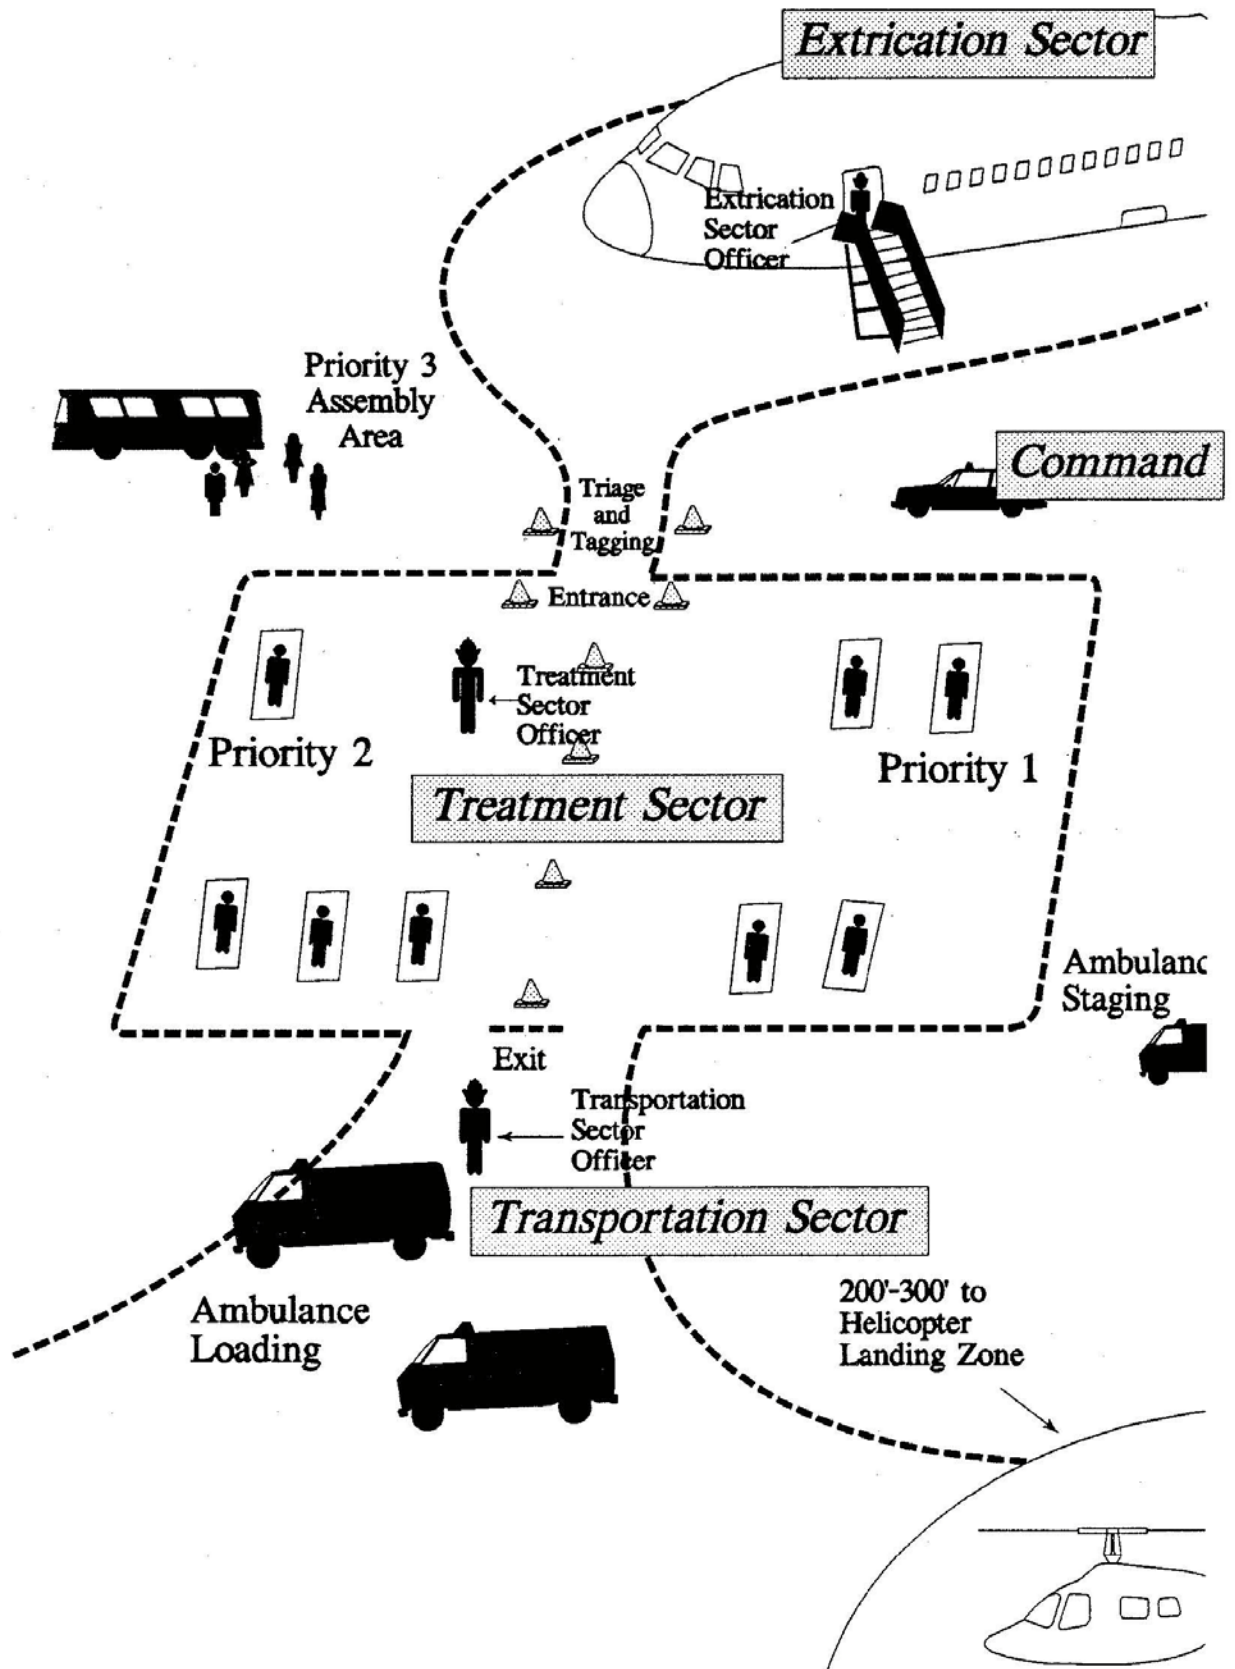 Extrication Sector
Extrication
Sector
Officer
Priority 3
Assembly
Area
Command
Triage
and
Tagging
Entrance
Treatment
Sector
Officer
Priority 2
Priority 1
Treatment Sector
Ambulanc
Staging
Exit
Transportation
Sector
Officer
Transportation Sector
Ambulance
Loading
200'-300' to
Helicopter
Landing Zone